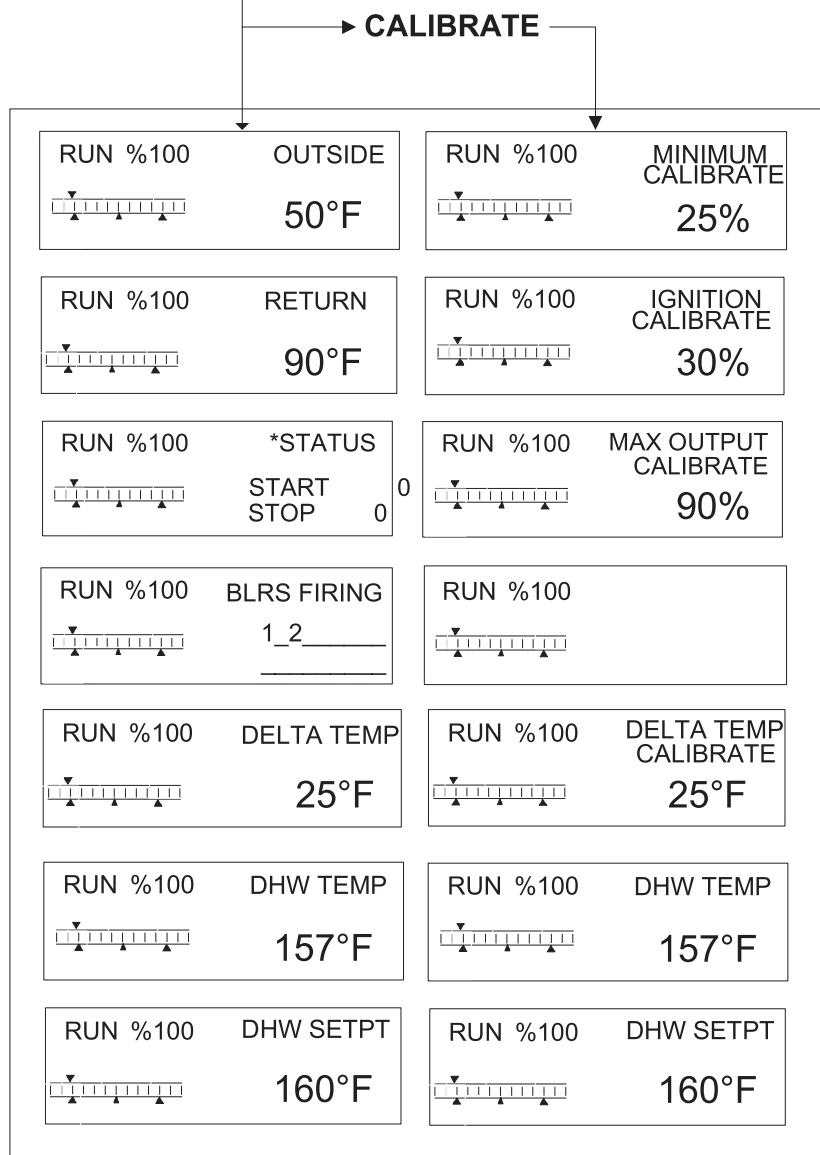 CALIBRATE
RUN %100 OUTSIDE
50°F
RUN %100 MINIMUM
CALIBRATE
25%
RUN %100 RETURN
90°F
RUN %100 IGNITION
CALIBRATE
30%
RUN %100 *STATUS
START 0
STOP 0
RUN %100 MAX OUTPUT
CALIBRATE
90%
RUN %100 BLRS FIRING
1_2______
_________
RUN %100
RUN %100 DELTA TEMP
25°F
RUN %100 DELTA TEMP
CALIBRATE
25°F
RUN %100 DHW TEMP
157°F
RUN %100 DHW TEMP
157°F
RUN %100 DHW SETPT
160°F
RUN %100 DHW SETPT
160°F